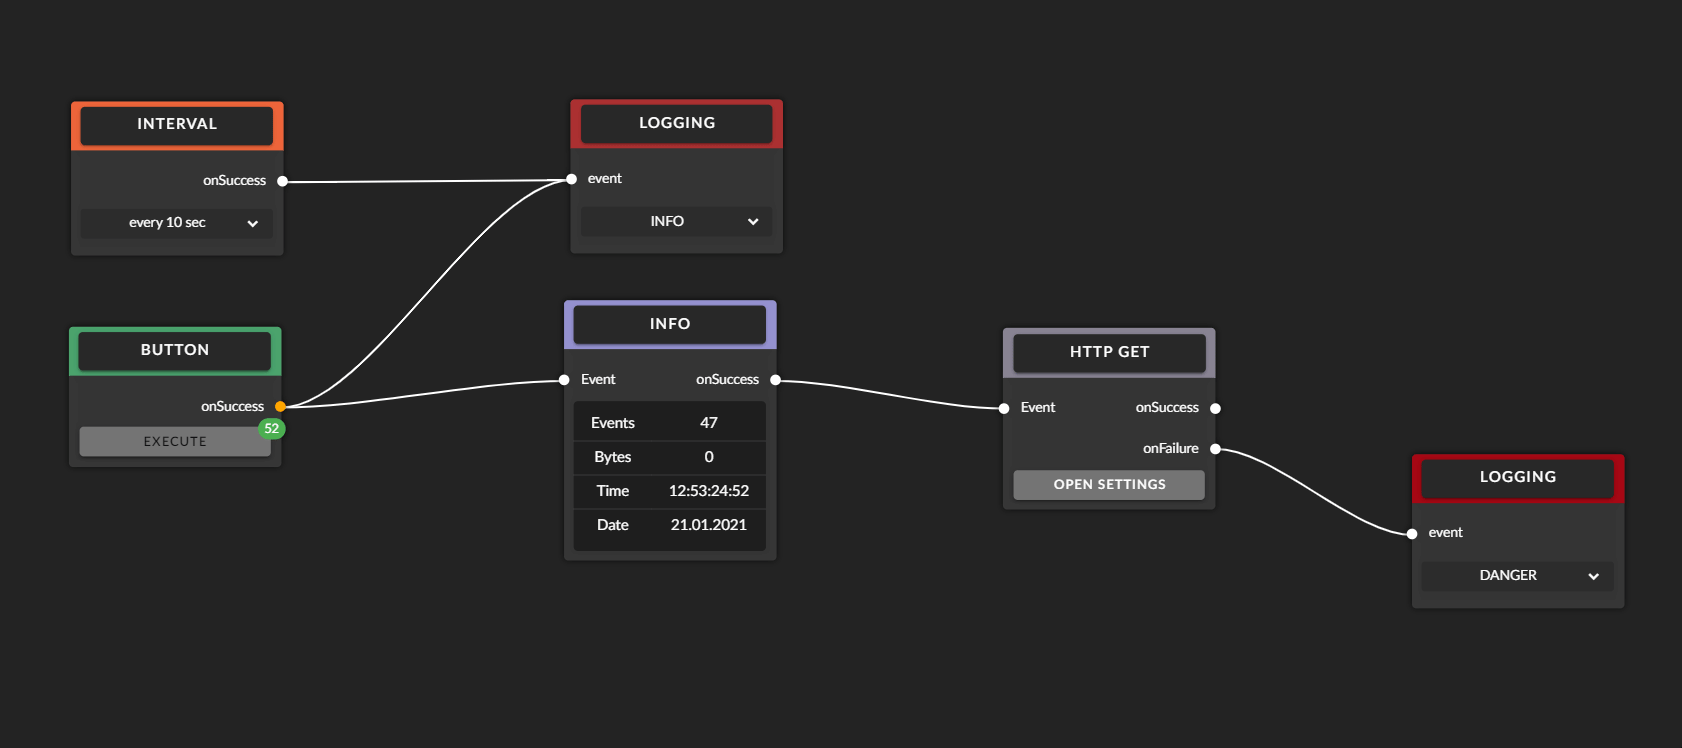 INTERVAL
onSuccess
every 10 sec
LOGGING
event
INFO
BUTTON
onSuccess
52
EXECUTE
INFO
Event onSuccess
Events 47
Bytes 0
Time 12:53:24:52
Date 21.01.2021
HTTP GET
Event onSuccess
onFailure
OPEN SETTINGS
LOGGING
event
DANGER